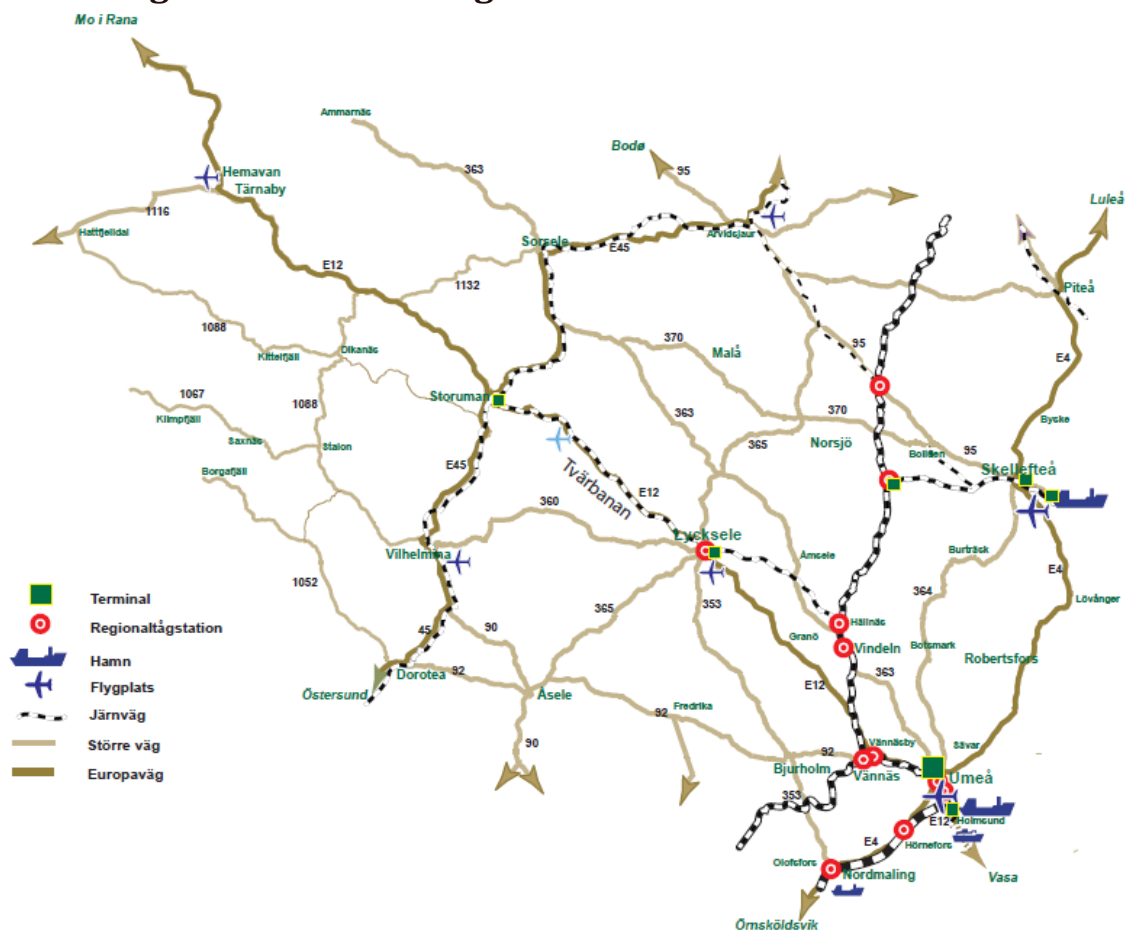 Mo i Rana
Ammarnäs
363
Bodø
95
Hemavan
Tärnaby
1116
Hattfjelldal
Luleå
Sorsele
E45
Arvidsjaur
E12
1132
Piteå
1088
Kittelfjäll
Dikanäs
370
Malå
95
E4
1067
Klimpfjäll
Storuman
363
370
Byske
1088
Saxnäs
Stalon
Norsjö
365
Boliden
95
Borgafjäll
E45
Tvärbanan
E12
Skellefteå
360
Vilhelmina
Lycksele
Åmsele
Burträsk
E4
1052
364
Lövånger
Terminal
Regionaltågstation
365
353
Hällnäs
Granö
Vindeln
Botsmark
Robertsfors
45
90
Hamn
Flygplats
Dorotea
92
363
E12
Östersund
Åsele
Järnväg
Fredrika
92
Större väg
90
Vännäsby
Sävar
92
Europaväg
Bjurholm
Vännäs
Umeå
353
E12
Holmsund
E4
Hörnefors
Olofsfors
Nordmaling
Vasa
Örnsköldsvik